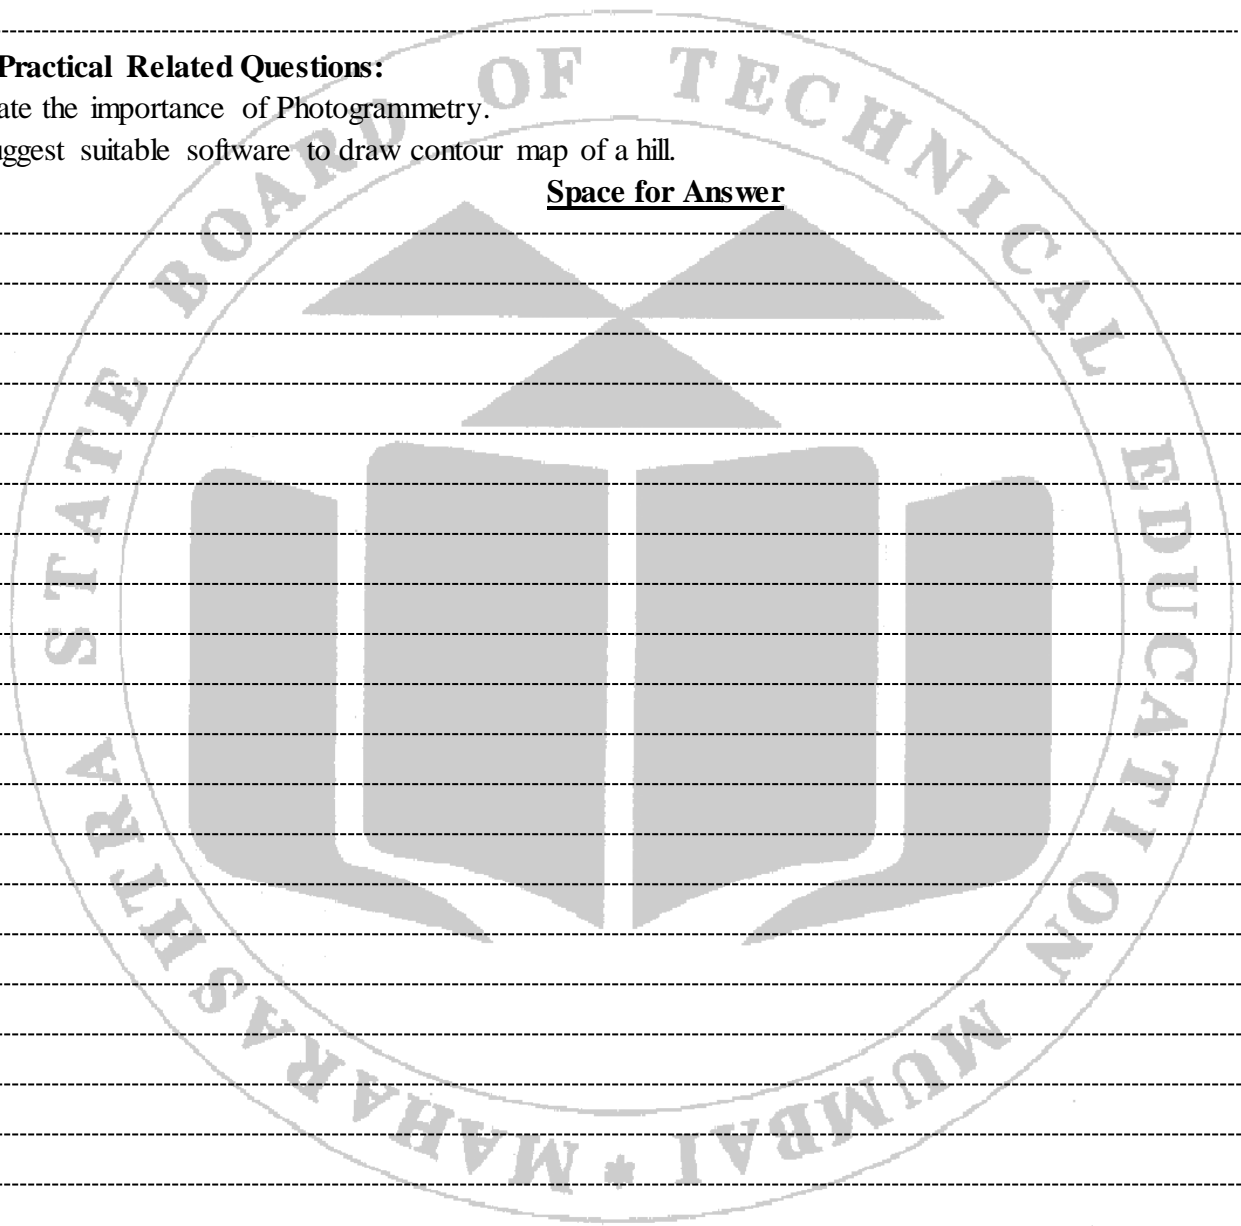 Practical Related Questions:
ate the importance of Photogrammetry.
uggest suitable software to draw contour map of a hill.
Space for Answer
MAHARASHTRA STATE BOARD OF TECHNICAL EDUCATION MUMBAI *